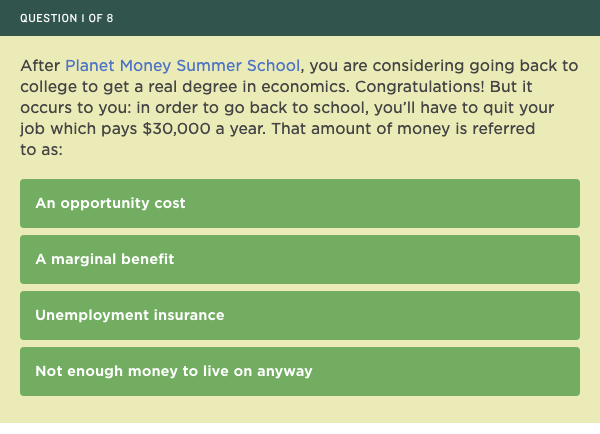 QUESTION 1 OF 8
After Planet Money Summer School, you are considering going back to
college to get a real degree in economics. Congratulations! But it
occurs to you: in order to go back to school, you’ll have to quit your
job which pays $30,000 a year. That amount of money is referred
to as:
An opportunity cost
A marginal benefit
Unemployment insurance
Not enough money to live on anyway